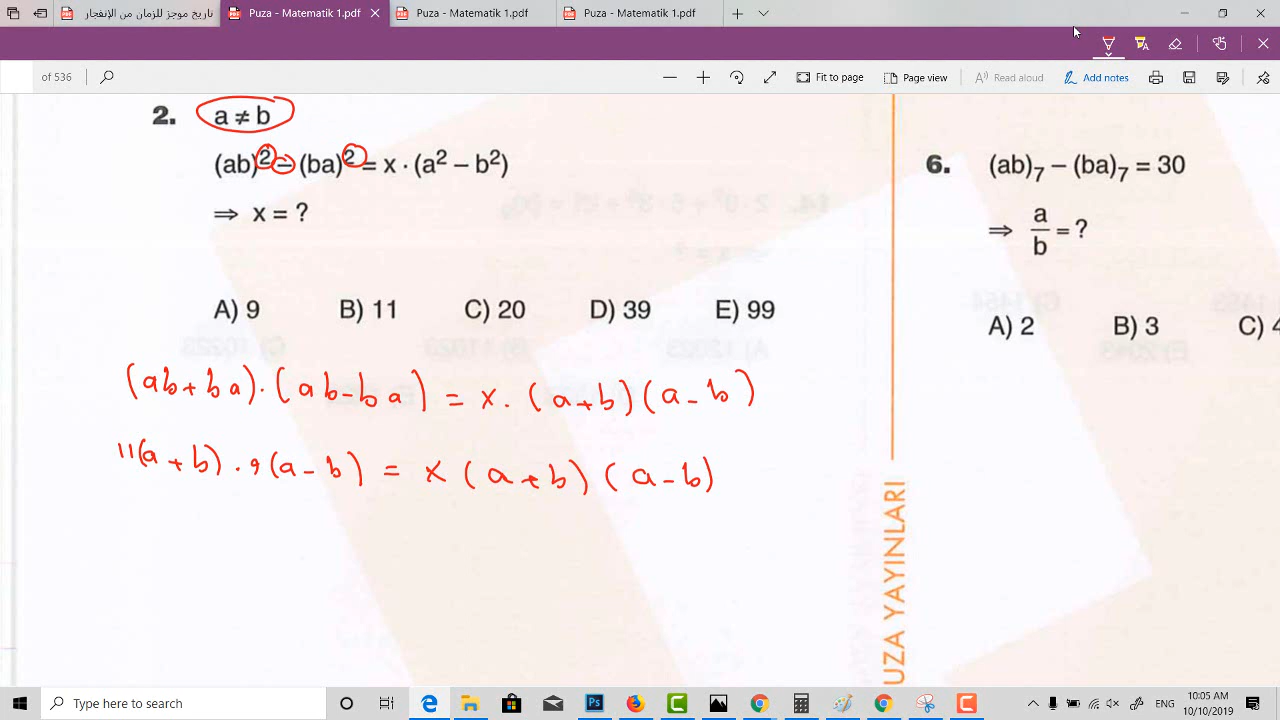 تاريخ موجز للزمن من الانفجار
Puza - Matematik 1.pdf
Puza - Matematik 1.pdf
Puza - Matematik 1.pdf
of 536
Fit to page
Page view
Read aloud
Add notes
2. a ≠ b
(ab)² – (ba)² = x · (a² – b²)
⇒ x = ?
A) 9 B) 11 C) 20 D) 39 E) 99
(ab+ba).(ab-ba) = x.(a+b)(a-b)
11(a+b).9(a-b) = x(a+b)(a-b)
6. (ab)₇ – (ba)₇ = 30
⇒ a/b = ?
A) 2 B) 3 C) 4
UZA YAYINLARI
Type here to search
10:05 AM
10/10/2019